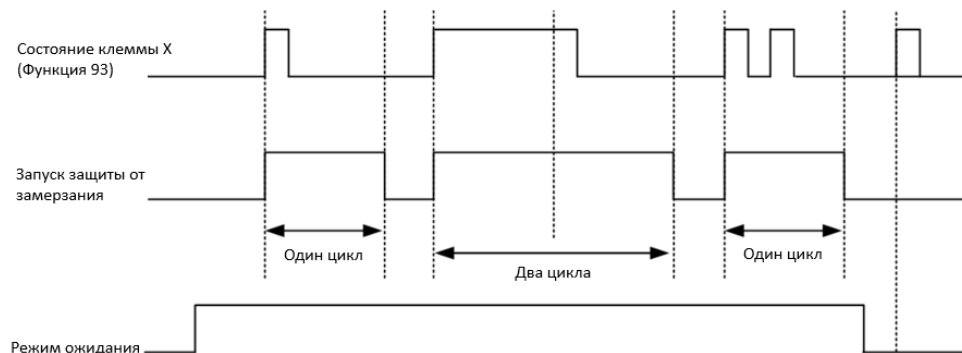 Состояние клеммы X
(Функция 93)
Запуск защиты от
замерзания
Один цикл
Два цикла
Один цикл
Режим ожидания